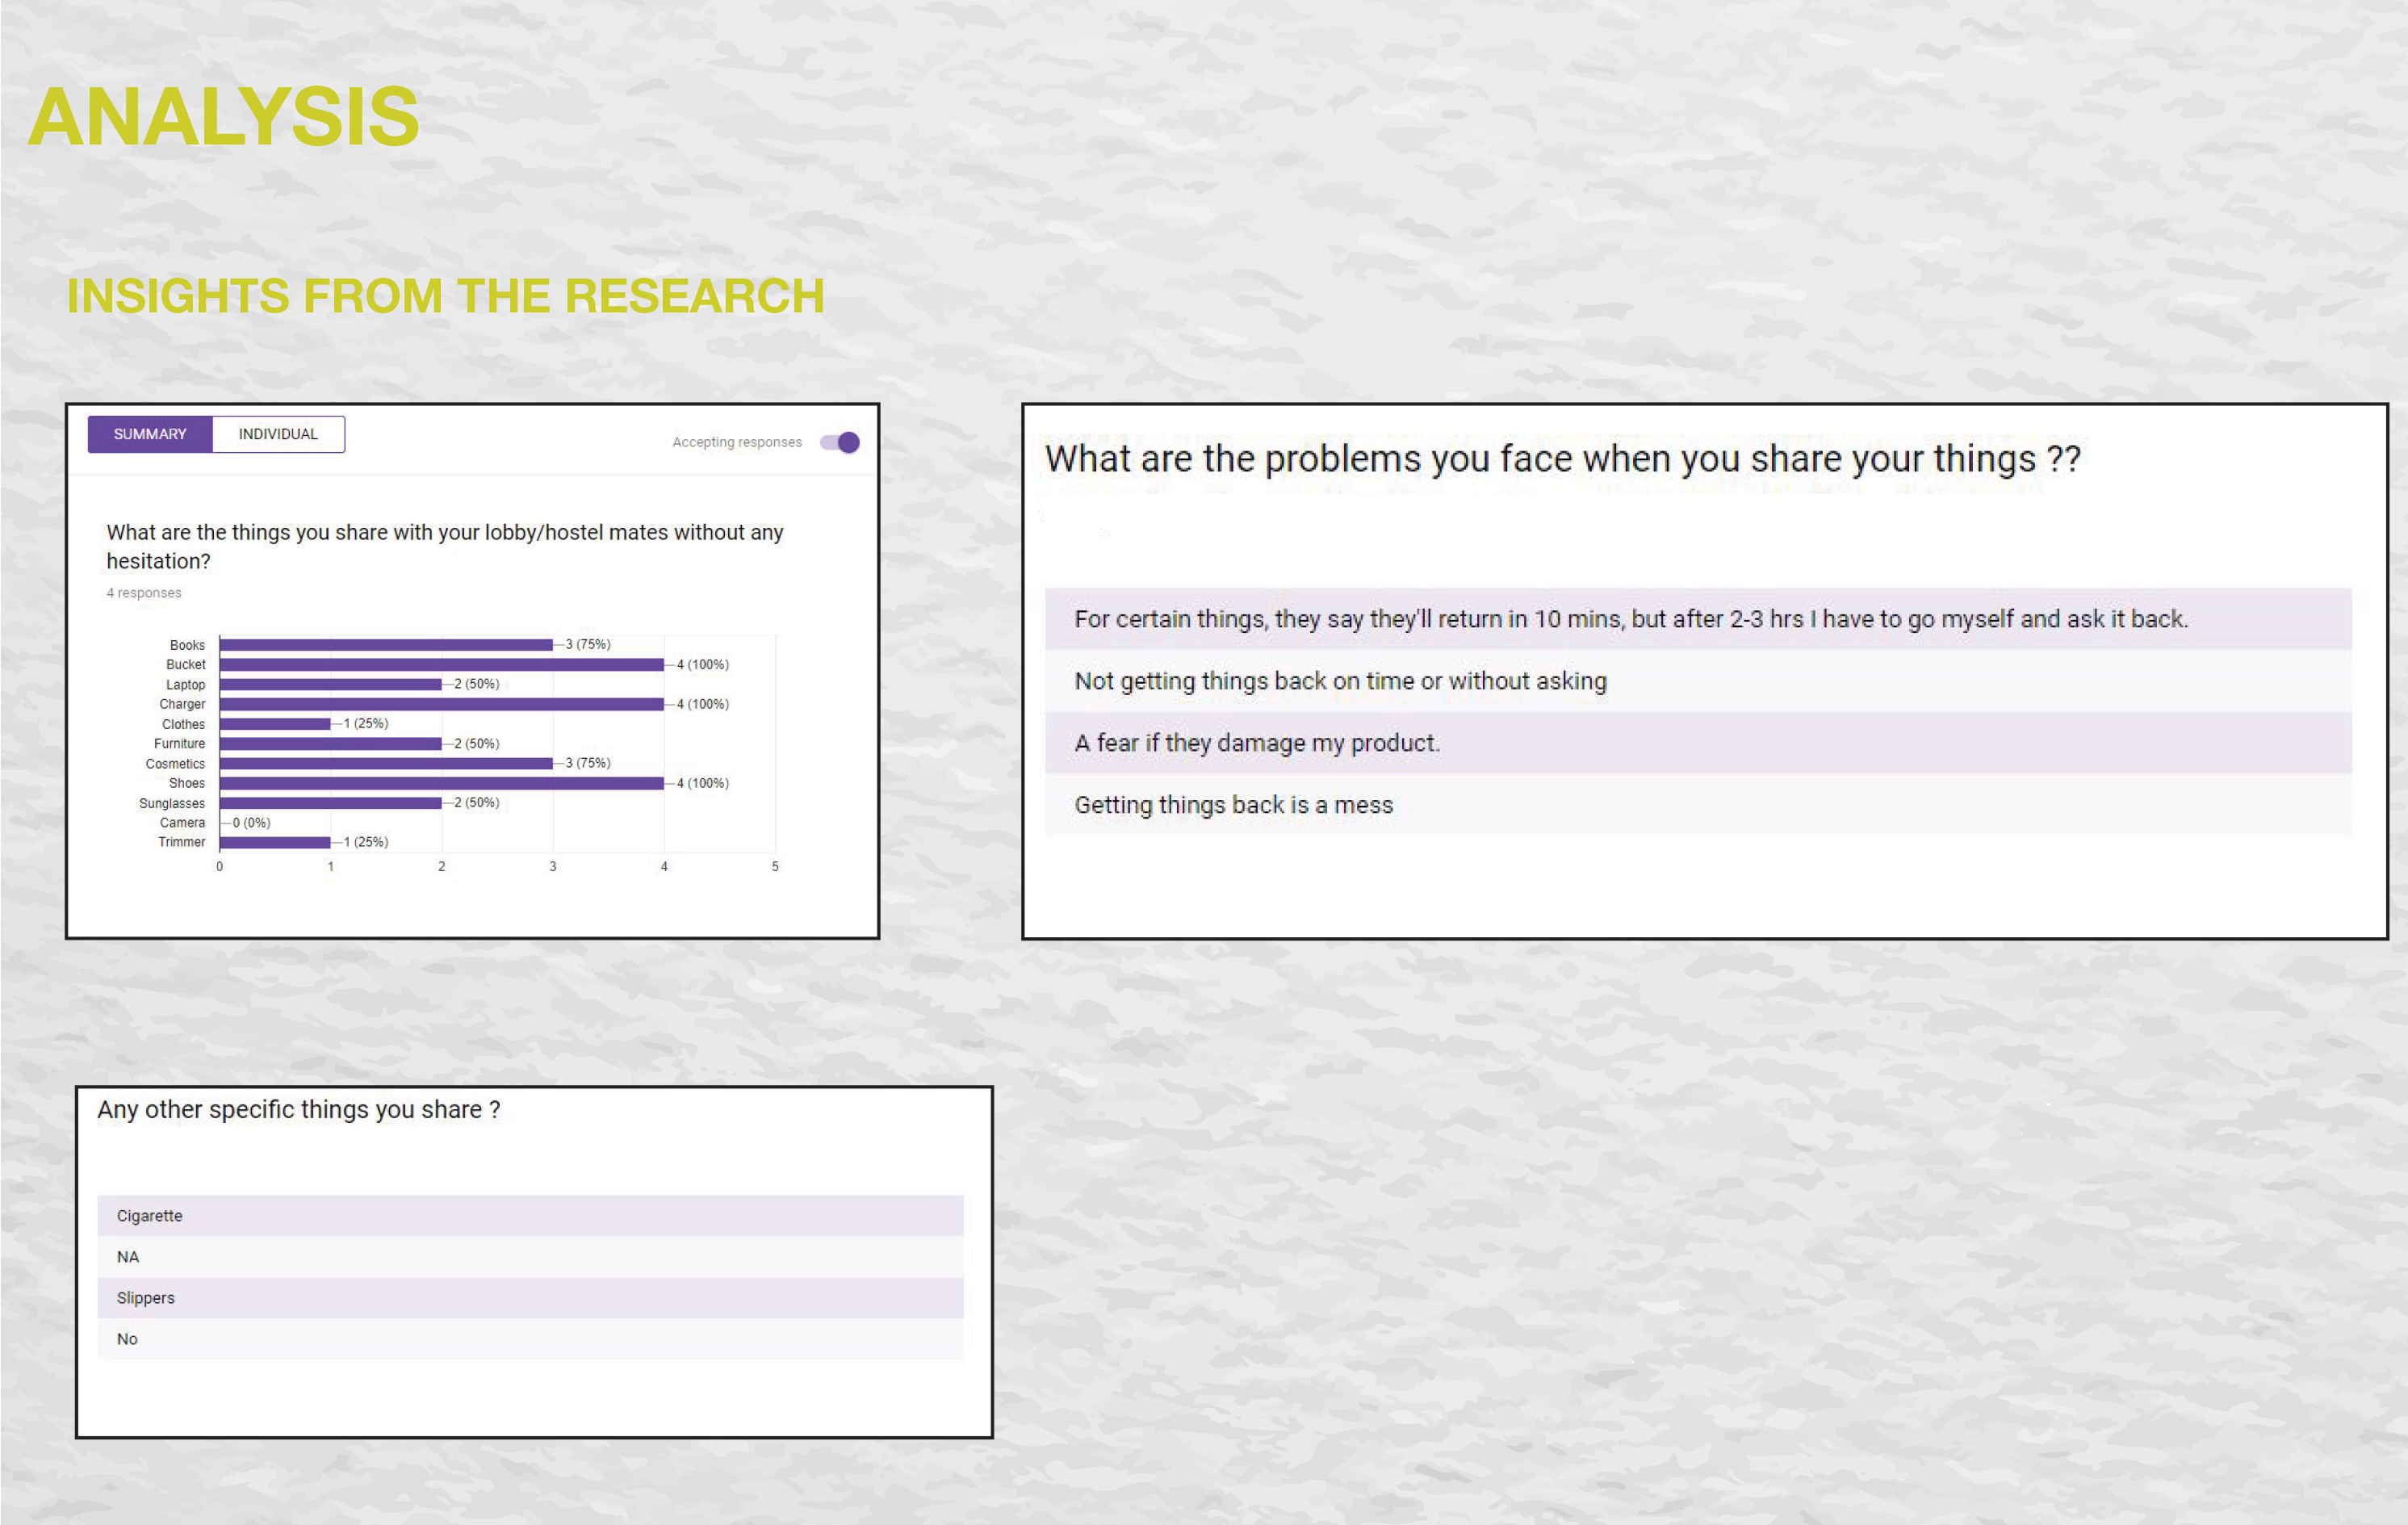 ANALYSIS
INSIGHTS FROM THE RESEARCH
SUMMARY
INDIVIDUAL
Accepting responses
What are the things you share with your lobby/hostel mates without any
hesitation?
4 responses
Books 3 (75%)
Bucket 4 (100%)
Laptop 2 (50%)
Charger 4 (100%)
Clothes 1 (25%)
Furniture 2 (50%)
Cosmetics 3 (75%)
Shoes 4 (100%)
Sunglasses 2 (50%)
Camera 0 (0%)
Trimmer 1 (25%)
0 1 2 3 4 5
What are the problems you face when you share your things ??
For certain things, they say they'll return in 10 mins, but after 2-3 hrs I have to go myself and ask it back.
Not getting things back on time or without asking
A fear if they damage my product.
Getting things back is a mess
Any other specific things you share ?
Cigarette
NA
Slippers
No